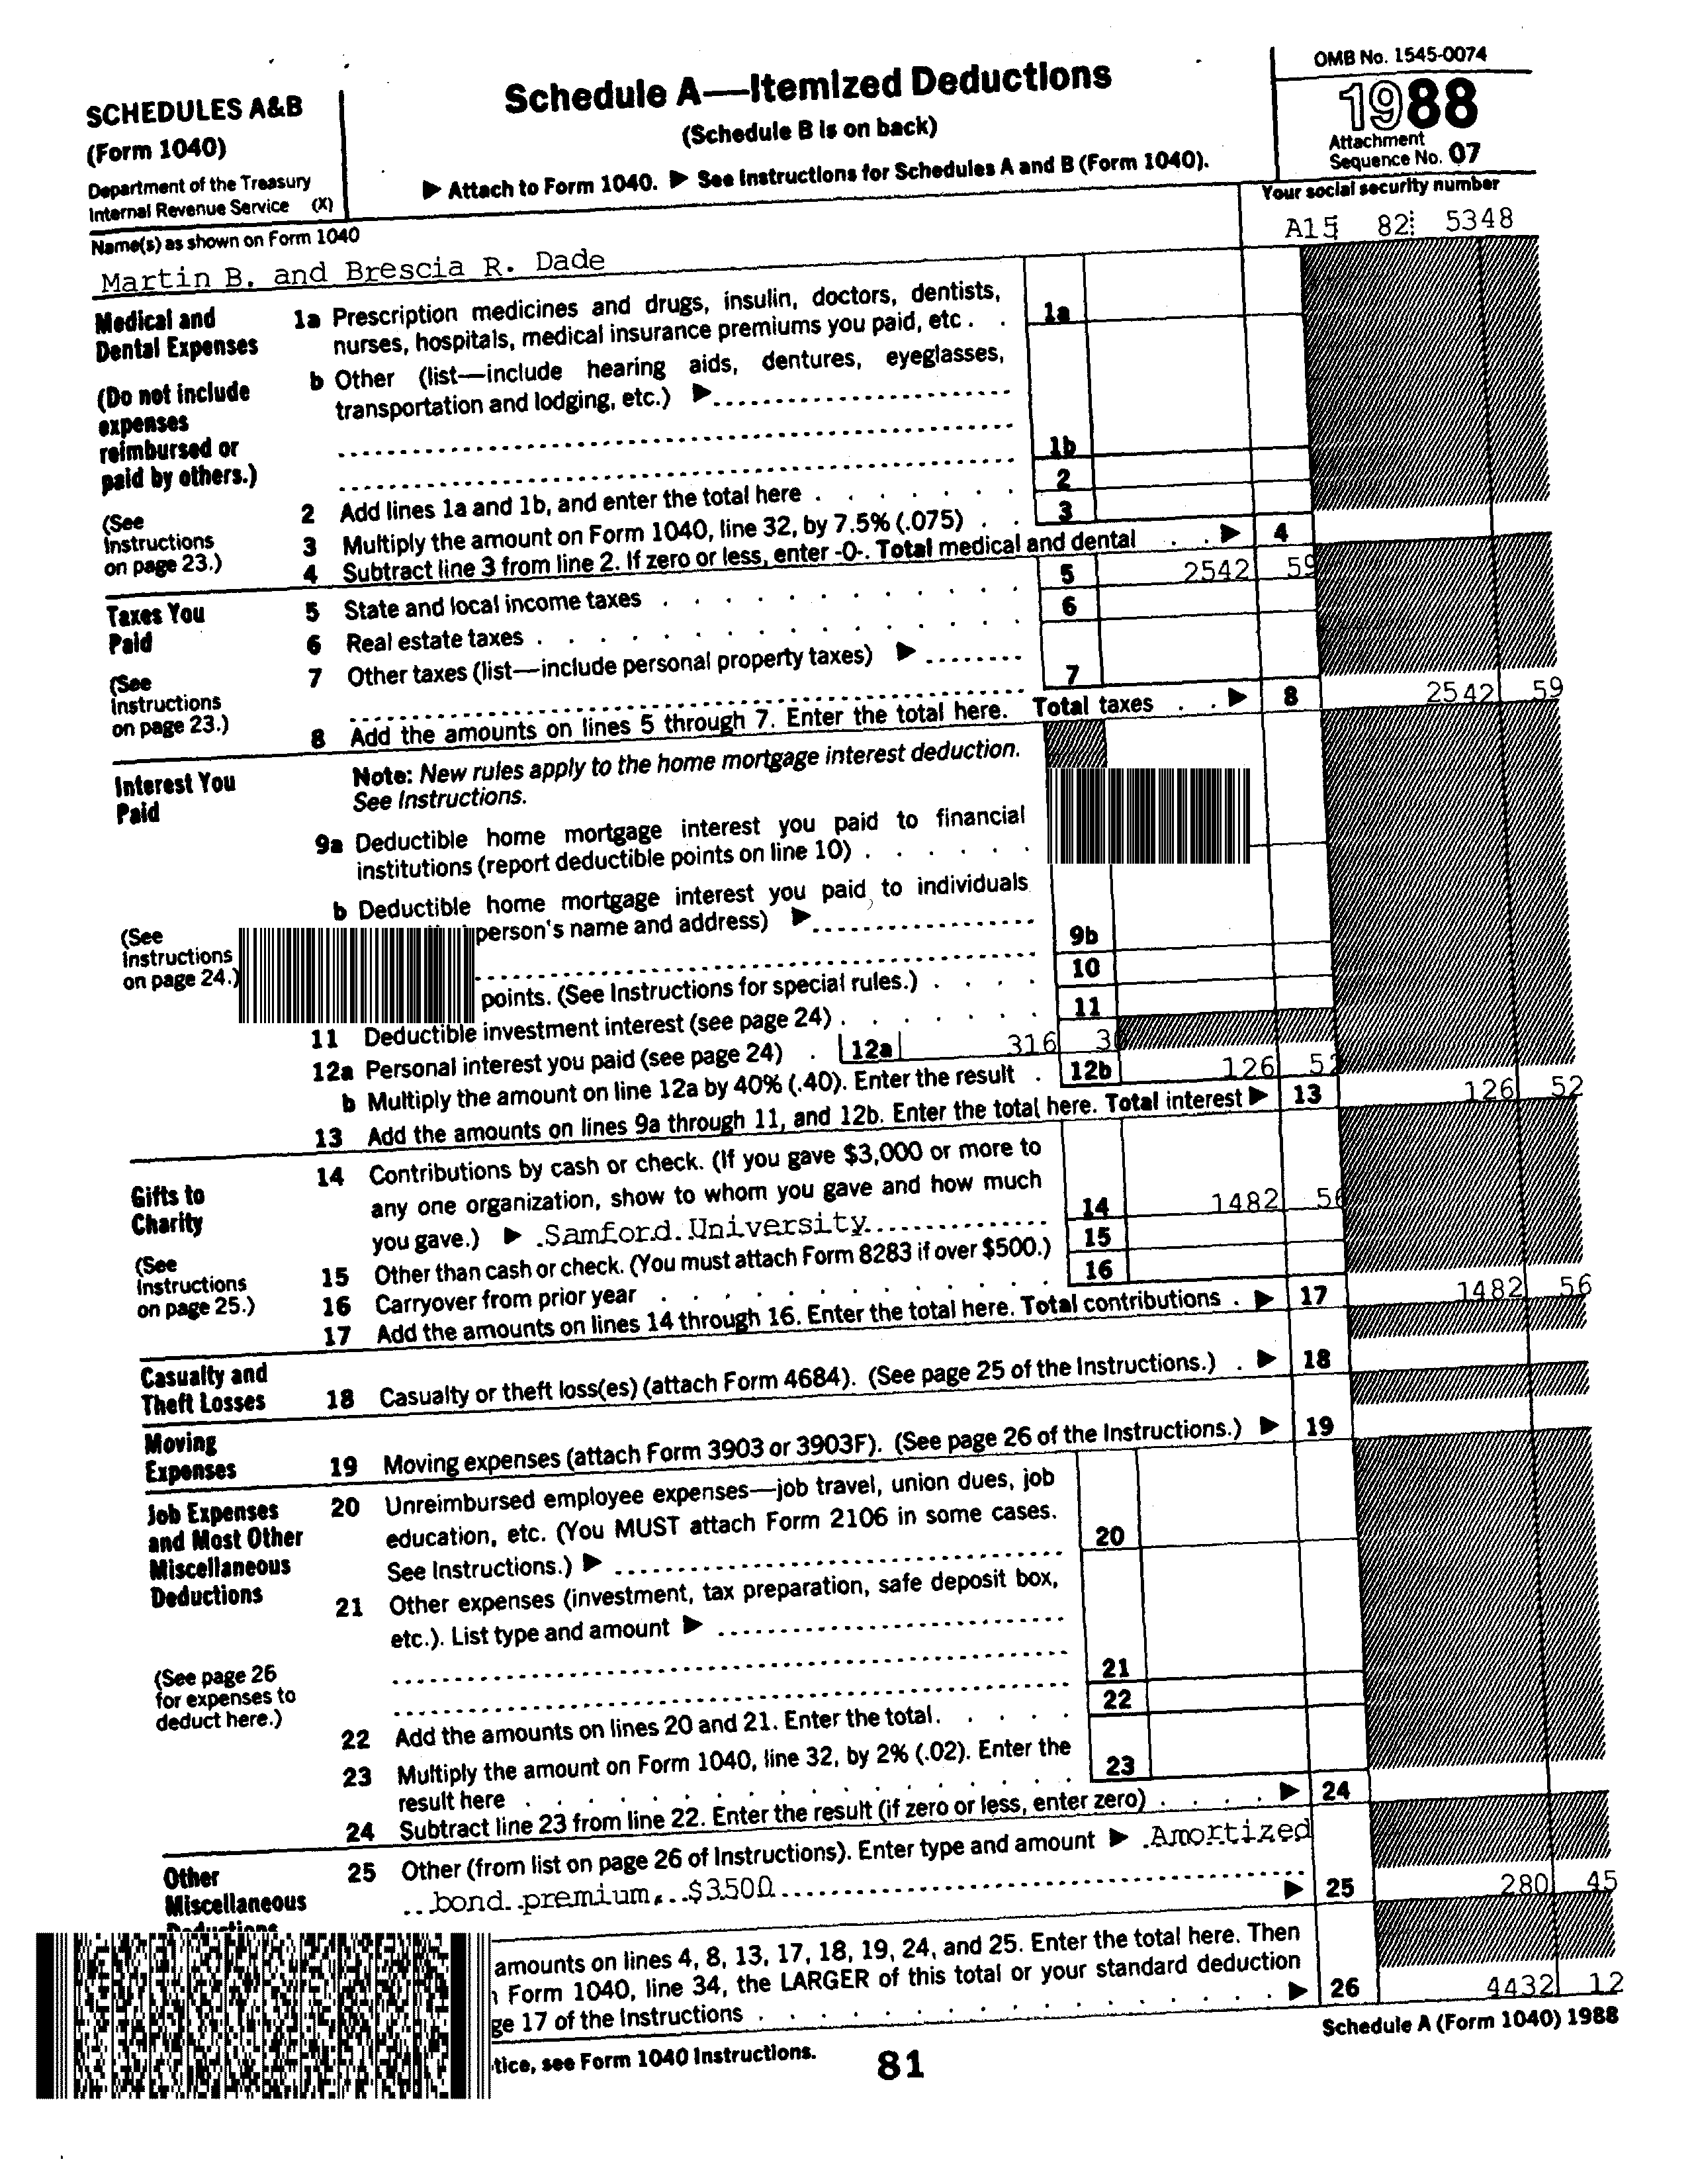 SCHEDULES A&B
(Form 1040)
Department of the Treasury
Internal Revenue Service (X)
Schedule A—Itemized Deductions
(Schedule B is on back)
▶ Attach to Form 1040. ▶ See Instructions for Schedules A and B (Form 1040).
OMB No. 1545-0074
1988
Attachment
Sequence No. 07
Name(s) as shown on Form 1040
Martin B. and Brescia R. Dade
Your social security number
A15 82 5348
Medical and
Dental Expenses
(Do not include
expenses
reimbursed or
paid by others.)
(See
Instructions
on page 23.)
1a Prescription medicines and drugs, insulin, doctors, dentists,
nurses, hospitals, medical insurance premiums you paid, etc . . 1a
b Other (list—include hearing aids, dentures, eyeglasses,
transportation and lodging, etc.) ▶
1b
2 Add lines 1a and 1b, and enter the total here . . . . . . . 2
3 Multiply the amount on Form 1040, line 32, by 7.5% (.075) . . 3
4 Subtract line 3 from line 2. If zero or less, enter -0-. Total medical and dental . . ▶ 4
Taxes You
Paid
(See
Instructions
on page 23.)
5 State and local income taxes . . . . . . . . . . . 5 2542 59
6 Real estate taxes . . . . . . . . . . . . . . 6
7 Other taxes (list—include personal property taxes) ▶
7
8 Add the amounts on lines 5 through 7. Enter the total here. Total taxes . . ▶ 8 2542 59
Interest You
Paid
(See
Instructions
on page 24.)
Note: New rules apply to the home mortgage interest deduction.
See Instructions.
9a Deductible home mortgage interest you paid to financial
institutions (report deductible points on line 10) . . . . . .
b Deductible home mortgage interest you paid to individuals
person's name and address) ▶
9b
points. (See Instructions for special rules.) . . . . 10
11 Deductible investment interest (see page 24) . . . . . . . 11
12a Personal interest you paid (see page 24) . 12a 316 30
b Multiply the amount on line 12a by 40% (.40). Enter the result . 12b 126 52
13 Add the amounts on lines 9a through 11, and 12b. Enter the total here. Total interest ▶ 13 126 52
Gifts to
Charity
(See
Instructions
on page 25.)
14 Contributions by cash or check. (If you gave $3,000 or more to
any one organization, show to whom you gave and how much
you gave.) ▶ Samford University 14 1482 56
15 Other than cash or check. (You must attach Form 8283 if over $500.) 15
16 Carryover from prior year . . . . . . . . . . . . 16
17 Add the amounts on lines 14 through 16. Enter the total here. Total contributions . ▶ 17 1482 56
Casualty and
Theft Losses
18 Casualty or theft loss(es) (attach Form 4684). (See page 25 of the Instructions.) . ▶ 18
Moving
Expenses
19 Moving expenses (attach Form 3903 or 3903F). (See page 26 of the Instructions.) ▶ 19
Job Expenses
and Most Other
Miscellaneous
Deductions
(See page 26
for expenses to
deduct here.)
20 Unreimbursed employee expenses—job travel, union dues, job
education, etc. (You MUST attach Form 2106 in some cases.
See Instructions.) ▶ 20
21 Other expenses (investment, tax preparation, safe deposit box,
etc.). List type and amount ▶
21
22 Add the amounts on lines 20 and 21. Enter the total. . . . . 22
23 Multiply the amount on Form 1040, line 32, by 2% (.02). Enter the
result here . . . . . . . . . . . . . . . 23
24 Subtract line 23 from line 22. Enter the result (if zero or less, enter zero) . . . . ▶ 24
Other
Miscellaneous
Deductions
25 Other (from list on page 26 of Instructions). Enter type and amount ▶ Amortized
bond premium, $3500 ▶ 25 280 45
amounts on lines 4, 8, 13, 17, 18, 19, 24, and 25. Enter the total here. Then
Form 1040, line 34, the LARGER of this total or your standard deduction
17 of the Instructions . . . . . . . . . . . . . . ▶ 26 4432 12
see Form 1040 Instructions.
81
Schedule A (Form 1040) 1988